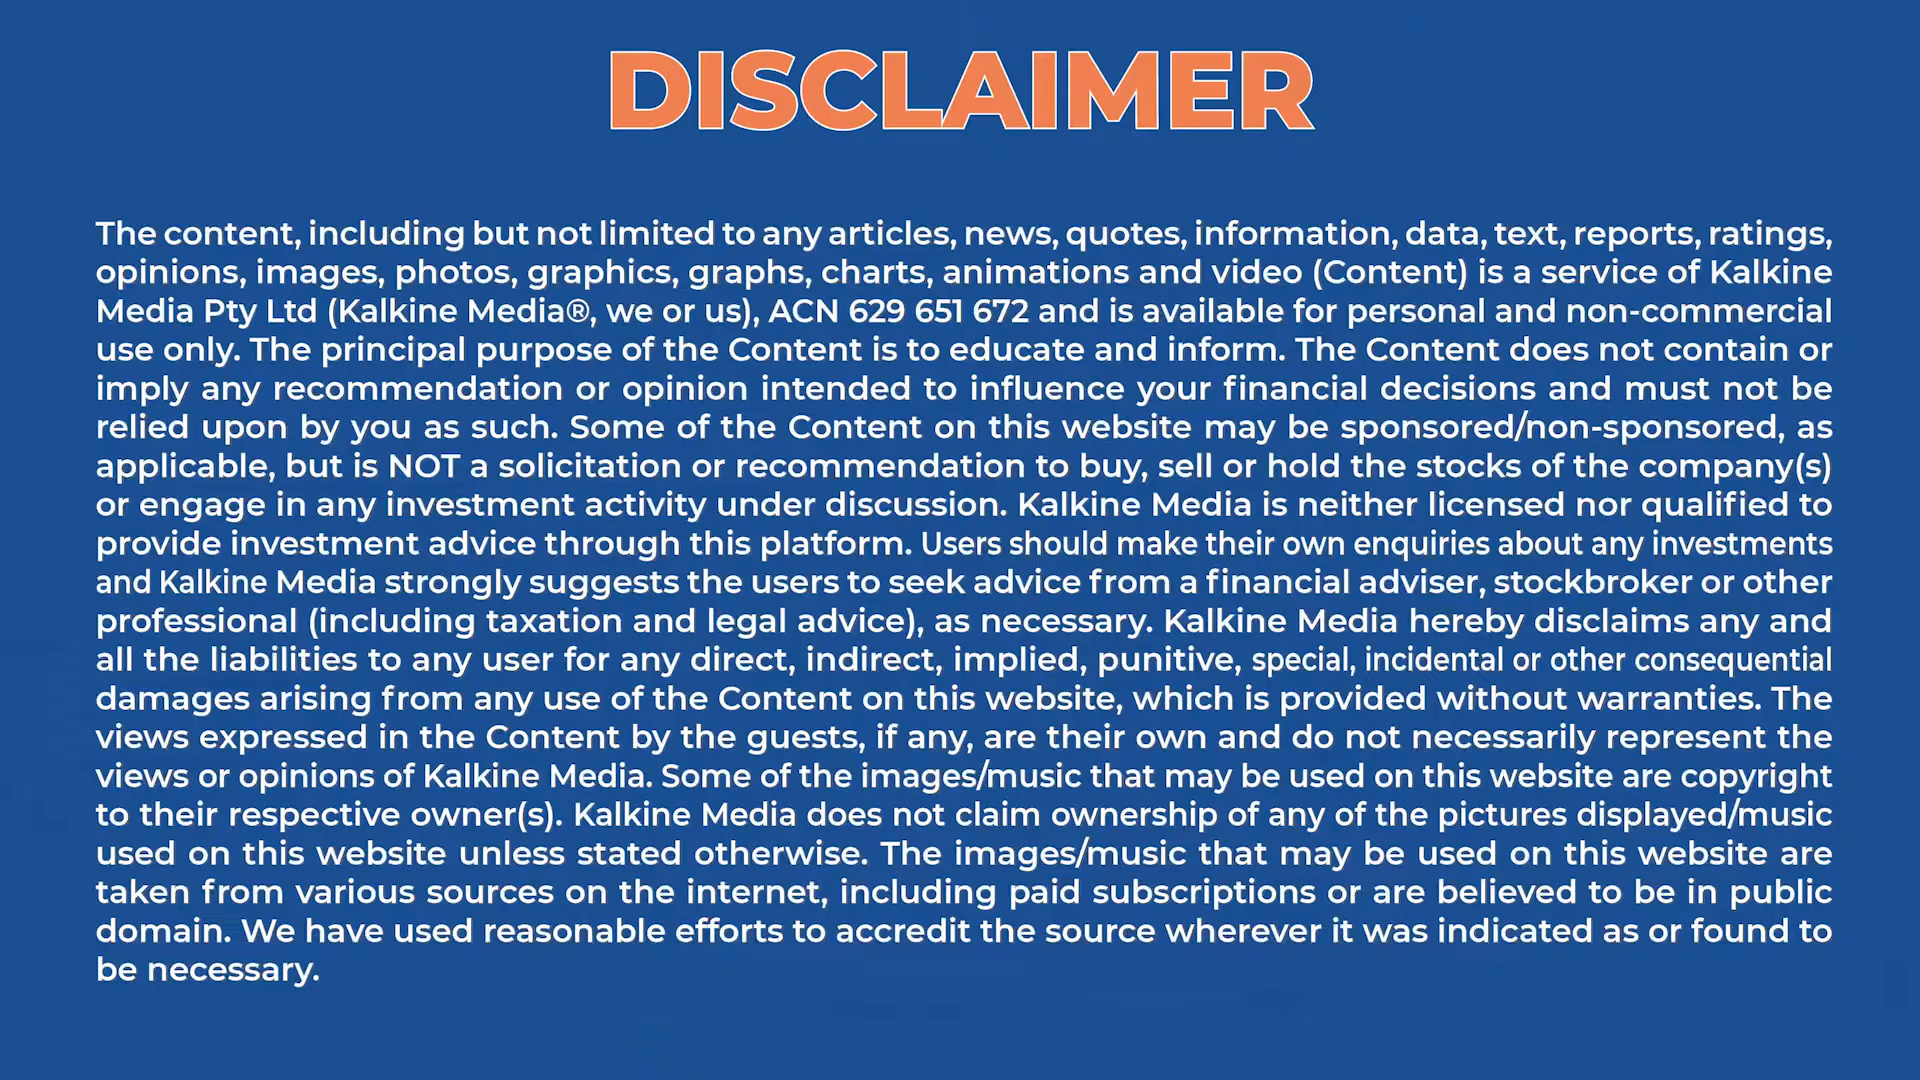 DISCLAIMER
The content, including but not limited to any articles, news, quotes, information, data, text, reports, ratings,
opinions, images, photos, graphics, graphs, charts, animations and video (Content) is a service of Kalkine
Media Pty Ltd (Kalkine Media®, we or us), ACN 629 651 672 and is available for personal and non-commercial
use only. The principal purpose of the Content is to educate and inform. The Content does not contain or
imply any recommendation or opinion intended to influence your financial decisions and must not be
relied upon by you as such. Some of the Content on this website may be sponsored/non-sponsored, as
applicable, but is NOT a solicitation or recommendation to buy, sell or hold the stocks of the company(s)
or engage in any investment activity under discussion. Kalkine Media is neither licensed nor qualified to
provide investment advice through this platform. Users should make their own enquiries about any investments
and Kalkine Media strongly suggests the users to seek advice from a financial adviser, stockbroker or other
professional (including taxation and legal advice), as necessary. Kalkine Media hereby disclaims any and
all the liabilities to any user for any direct, indirect, implied, punitive, special, incidental or other consequential
damages arising from any use of the Content on this website, which is provided without warranties. The
views expressed in the Content by the guests, if any, are their own and do not necessarily represent the
views or opinions of Kalkine Media. Some of the images/music that may be used on this website are copyright
to their respective owner(s). Kalkine Media does not claim ownership of any of the pictures displayed/music
used on this website unless stated otherwise. The images/music that may be used on this website are
taken from various sources on the internet, including paid subscriptions or are believed to be in public
domain. We have used reasonable efforts to accredit the source wherever it was indicated as or found to
be necessary.